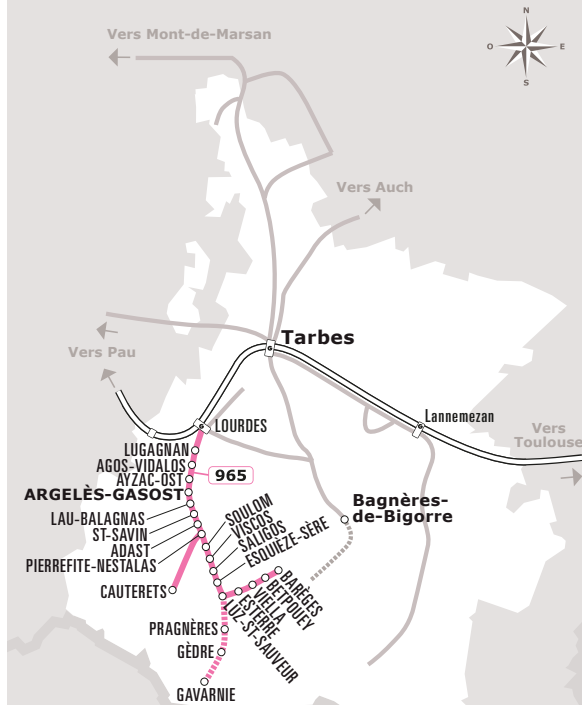 Vers Mont-de-Marsan
N
O
E
S
Vers Auch
Tarbes
Vers Pau
LOURDES
Lannemezan
Vers
Toulouse
LUGAGNAN
AGOS-VIDALOS
AYZAC-OST
965
ARGELÈS-GASOST
Bagnères-
de-Bigorre
LAU-BALAGNAS
ST-SAVIN
ADAST
PIERREFITE-NESTALAS
SOULOM
VISCOS
SALIGOS
ESQUIÈZE-SÈRE
CAUTERETS
BARÈGES
BETPOUEY
VIELLA
ESTERRE
LUZ-ST-SAUVEUR
PRAGNÈRES
GÈDRE
GAVARNIE